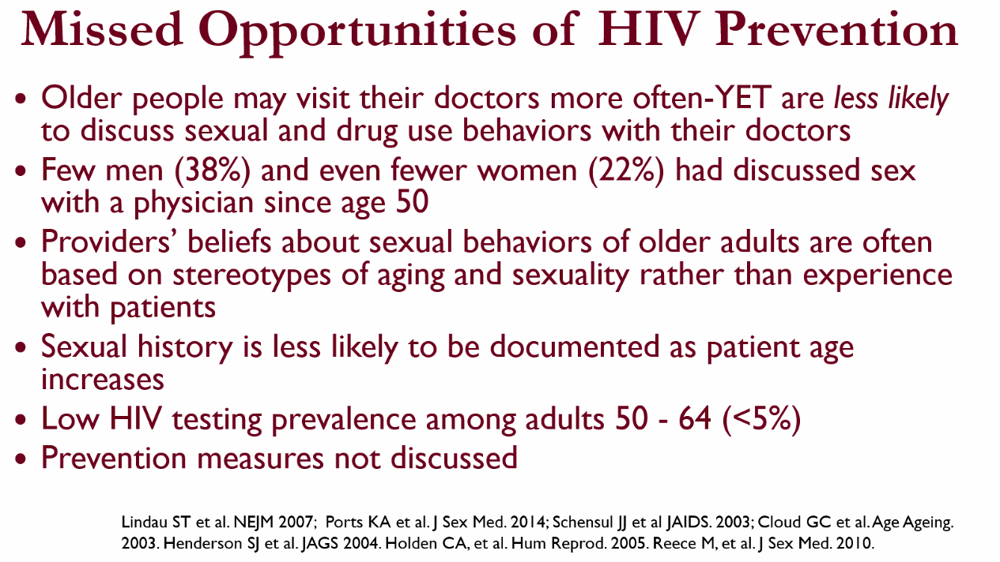 Missed Opportunities of HIV Prevention
• Older people may visit their doctors more often-YET are less likely
to discuss sexual and drug use behaviors with their doctors
• Few men (38%) and even fewer women (22%) had discussed sex
with a physician since age 50
• Providers’ beliefs about sexual behaviors of older adults are often
based on stereotypes of aging and sexuality rather than experience
with patients
• Sexual history is less likely to be documented as patient age
increases
• Low HIV testing prevalence among adults 50 - 64 (<5%)
• Prevention measures not discussed
Lindau ST et al. NEJM 2007; Ports KA et al. J Sex Med. 2014; Schensul JJ et al JAIDS. 2003; Cloud GC et al. Age Ageing.
2003. Henderson SJ et al. JAGS 2004. Holden CA, et al. Hum Reprod. 2005. Reece M, et al. J Sex Med. 2010.